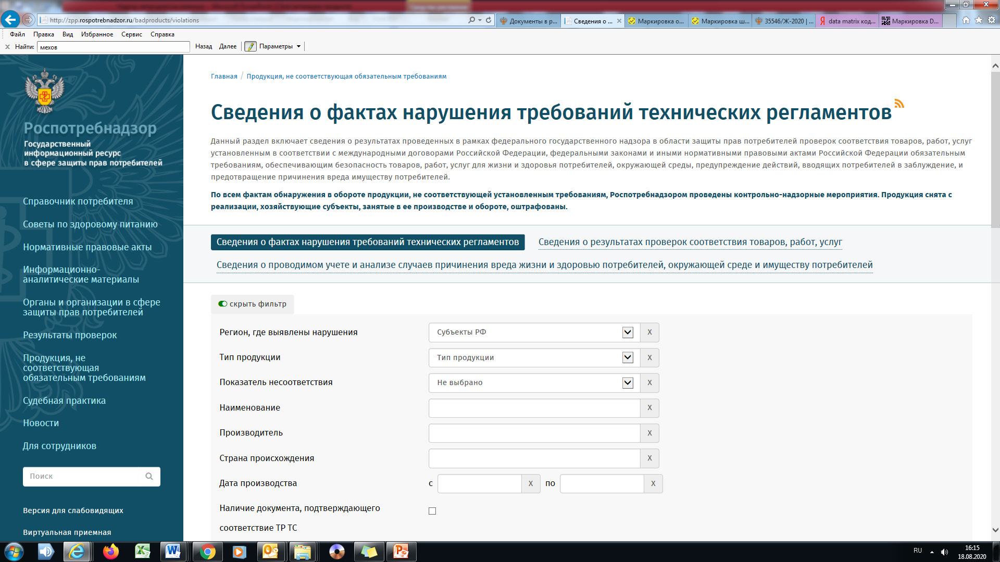 http://zpp.rospotrebnadzor.ru/badproducts/violations
Документы в р...
Сведения о ...
Маркировка о...
Маркировка ш...
35546/Ж-2020 | ...
data matrix код...
Маркировка D...
Файл Правка Вид Избранное Сервис Справка
Найти: мехов Назад Далее Параметры
Роспотребнадзор
Государственный
информационный ресурс
в сфере защиты прав потребителей
Справочник потребителя
Советы по здоровому питанию
Нормативные правовые акты
Информационно-
аналитические материалы
Органы и организации в сфере
защиты прав потребителей
Результаты проверок
Продукция, не
соответствующая
обязательным требованиям
Судебная практика
Новости
Для сотрудников
Поиск
Версия для слабовидящих
Виртуальная приемная
Главная / Продукция, не соответствующая обязательным требованиям
Сведения о фактах нарушения требований технических регламентов
Данный раздел включает сведения о результатах проведенных в рамках федерального государственного надзора в области защиты прав потребителей проверок соответствия товаров, работ, услуг
установленным в соответствии с международными договорами Российской Федерации, федеральными законами и иными нормативными правовыми актами Российской Федерации обязательным
требованиям, обеспечивающим безопасность товаров, работ, услуг для жизни и здоровья потребителей, окружающей среды, предупреждение действий, вводящих потребителей в заблуждение, и
предотвращение причинения вреда имуществу потребителей.
По всем фактам обнаружения в обороте продукции, не соответствующей установленным требованиям, Роспотребнадзором проведены контрольно-надзорные мероприятия. Продукция снята с
реализации, хозяйствующие субъекты, занятые в ее производстве и обороте, оштрафованы.
Сведения о фактах нарушения требований технических регламентов
Сведения о результатах проверок соответствия товаров, работ, услуг
Сведения о проводимом учете и анализе случаев причинения вреда жизни и здоровью потребителей, окружающей среде и имуществу потребителей
скрыть фильтр
Регион, где выявлены нарушения Субъекты РФ X
Тип продукции Тип продукции X
Показатель несоответствия Не выбрано X
Наименование X
Производитель X
Страна происхождения X
Дата производства с X по X
Наличие документа, подтверждающего
соответствие ТР ТС
RU
16:15
18.08.2020